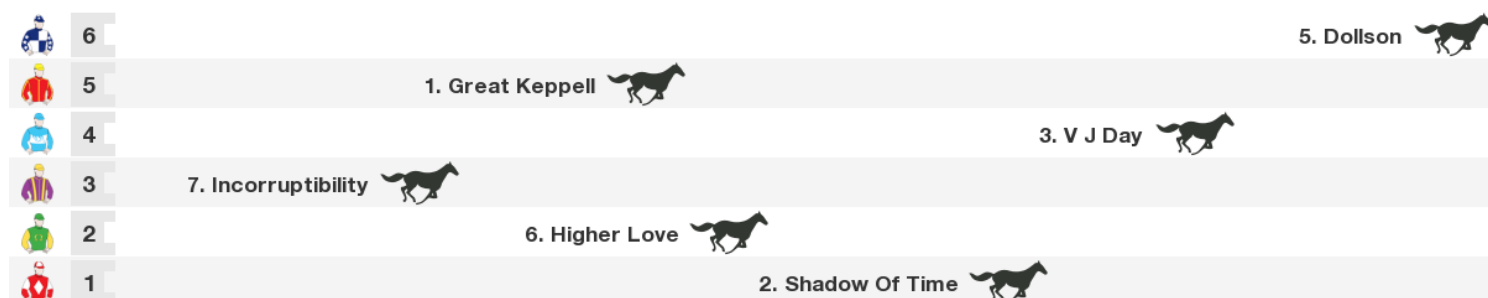 6 5. Dollson
5 1. Great Keppell
4 3. V J Day
3 7. Incorruptibility
2 6. Higher Love
1 2. Shadow Of Time